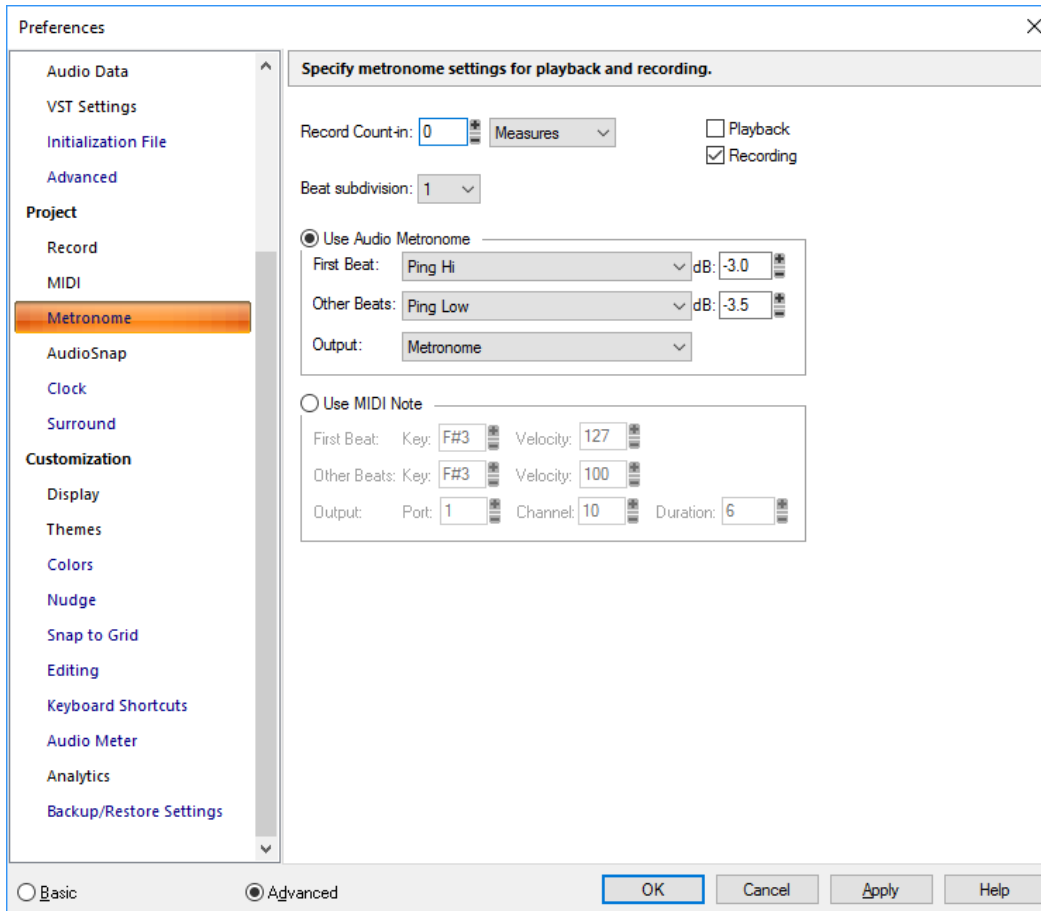 Preferences
Audio Data
VST Settings
Initialization File
Advanced
Project
Record
MIDI
Metronome
AudioSnap
Clock
Surround
Customization
Display
Themes
Colors
Nudge
Snap to Grid
Editing
Keyboard Shortcuts
Audio Meter
Analytics
Backup/Restore Settings
Basic
Advanced
Specify metronome settings for playback and recording.
Record Count-in: 0 Measures
Playback
Recording
Beat subdivision: 1
Use Audio Metronome
First Beat: Ping Hi dB: -3.0
Other Beats: Ping Low dB: -3.5
Output: Metronome
Use MIDI Note
First Beat: Key: F#3 Velocity: 127
Other Beats: Key: F#3 Velocity: 100
Output: Port: 1 Channel: 10 Duration: 6
OK Cancel Apply Help